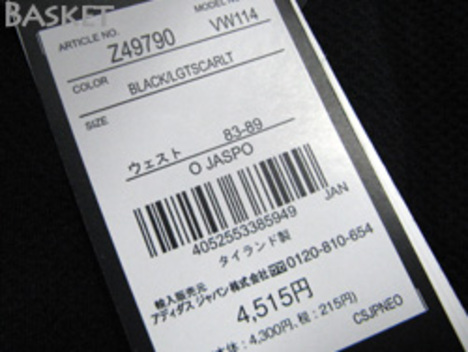 BASKET
MODEL NO.
ARTICLE NO. Z49790 VW114
COLOR BLACK/LGTSCARLT
SIZE
ウェスト 83-89
O JASPO
JAN
4052553385949
タイランド製
輸入販売元
アディダス ジャパン株式会社 0120-810-654
4,515円
本体：4,300円、税：215円)
CSJPNEO